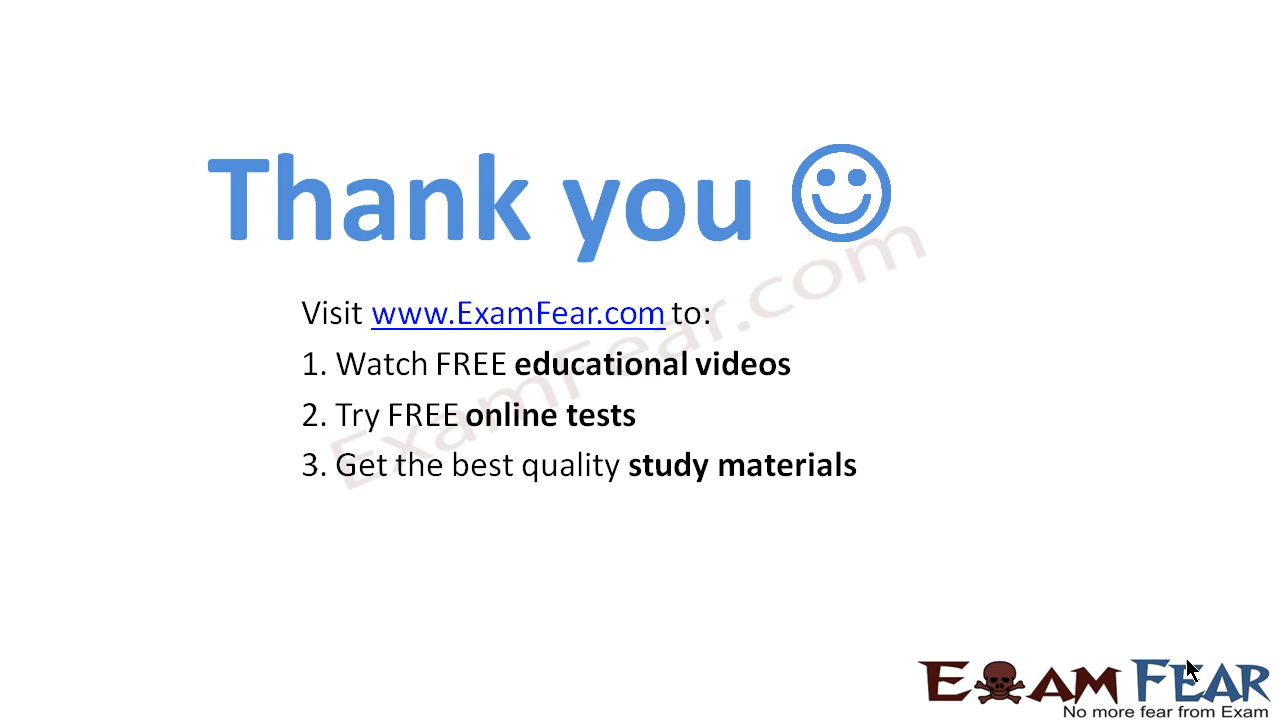 Thank you
Visit www.ExamFear.com to:
1. Watch FREE educational videos
2. Try FREE online tests
3. Get the best quality study materials
ExamFear.com
EXAM FEAR
No more fear from Exam